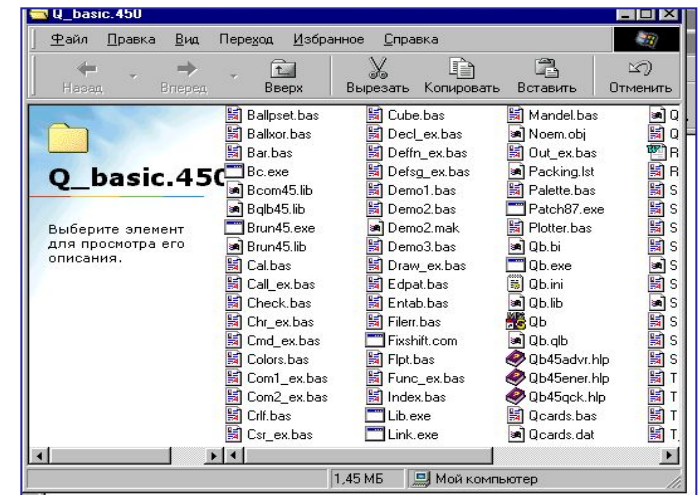 Q_basic.450
Файл Правка Вид Переход Избранное Справка
Назад Вперед Вверх Вырезать Копировать Вставить Отменить
Q_basic.450
Выберите элемент
для просмотра его
описания.
Ballpset.bas Cube.bas Mandel.bas Q
Ballxor.bas Decl_ex.bas Noem.obj Q
Bar.bas Deffn_ex.bas Out_ex.bas R
Bc.exe Defsg_ex.bas Packing.lst R
Bcom45.lib Demo1.bas Palette.bas S
Bqlb45.lib Demo2.bas Patch87.exe S
Brun45.exe Demo2.mak Plotter.bas S
Brun45.lib Demo3.bas Qb.bi S
Cal.bas Draw_ex.bas Qb.exe S
Call_ex.bas Edpat.bas Qb.ini S
Check.bas Entab.bas Qb.lib S
Chr_ex.bas Filerr.bas Qb S
Cmd_ex.bas Fixshift.com Qb.qlb S
Colors.bas Flpt.bas Qb45advr.hlp S
Com1_ex.bas Func_ex.bas Qb45ener.hlp T
Com2_ex.bas Index.bas Qb45qck.hlp T
Crlf.bas Lib.exe Qcards.bas T
Csr_ex.bas Link.exe Qcards.dat T
1,45 МБ Мой компьютер